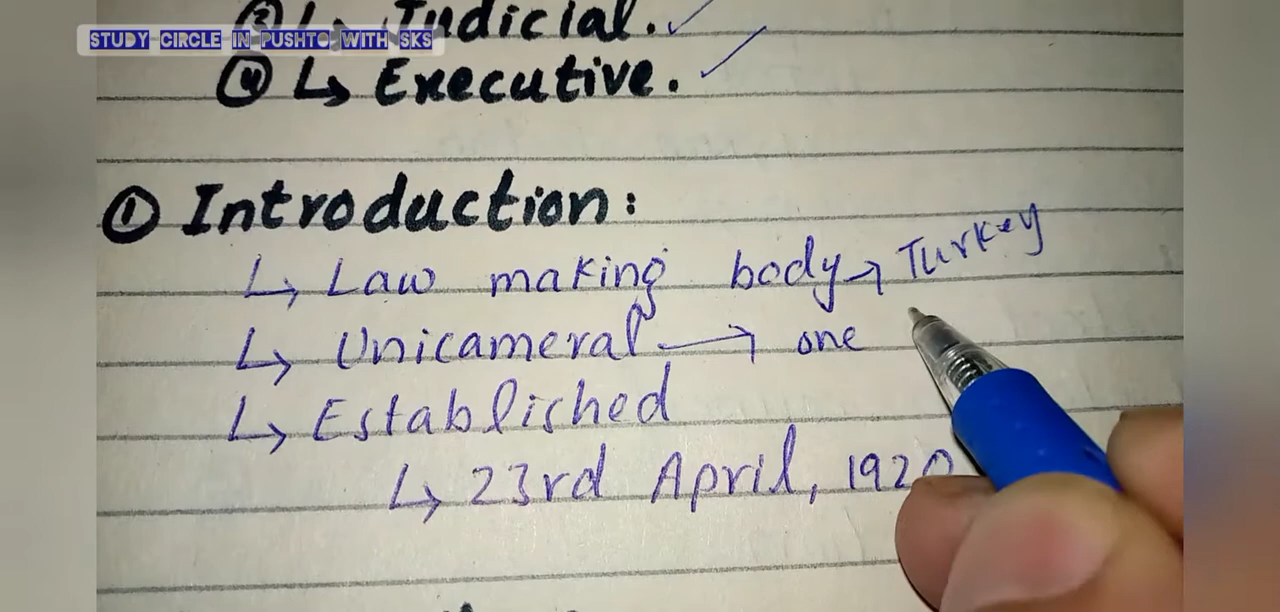 ③ ↳ Judicial. ✓
STUDY CIRCLE IN PUSHTO WITH SKS
④ ↳ Executive. ✓
① Introduction:
↳ Law making body → Turkey
↳ Unicameral → one
↳ Established
↳ 23rd April, 1920